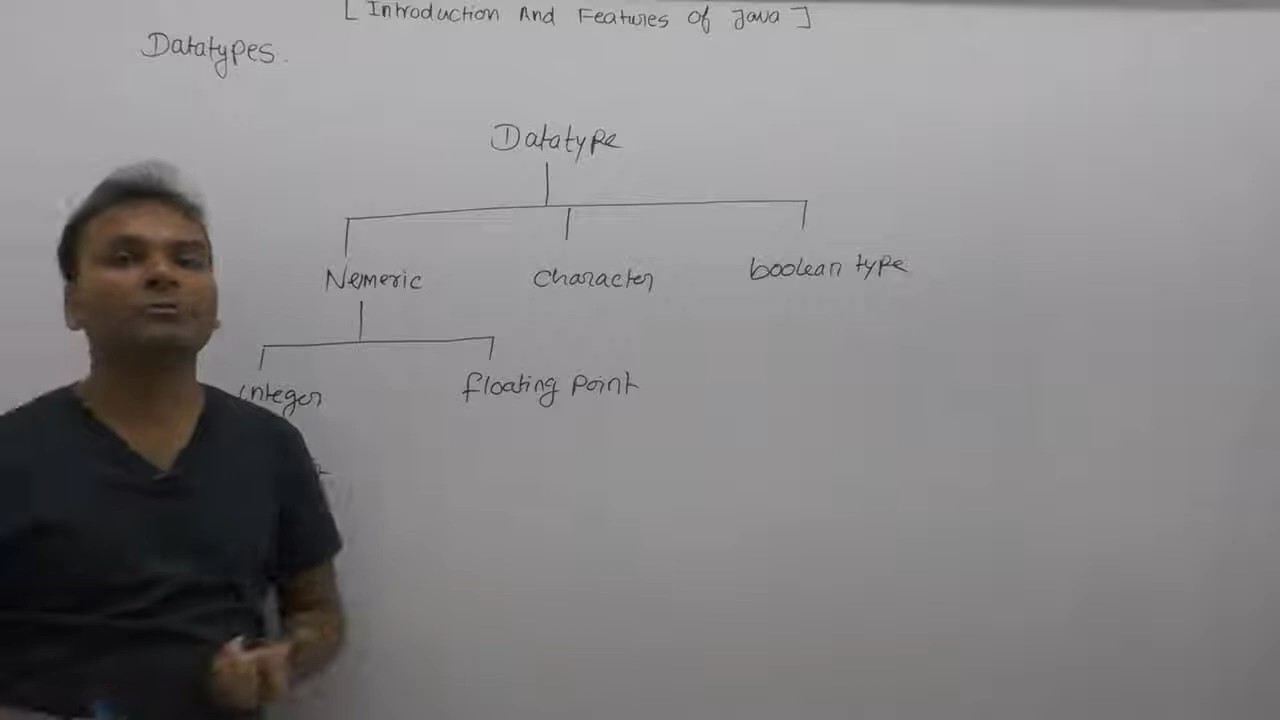 [ Introduction And Features of Java ]
Datatypes.
Datatype
Nemeric character boolean type
integer floating point